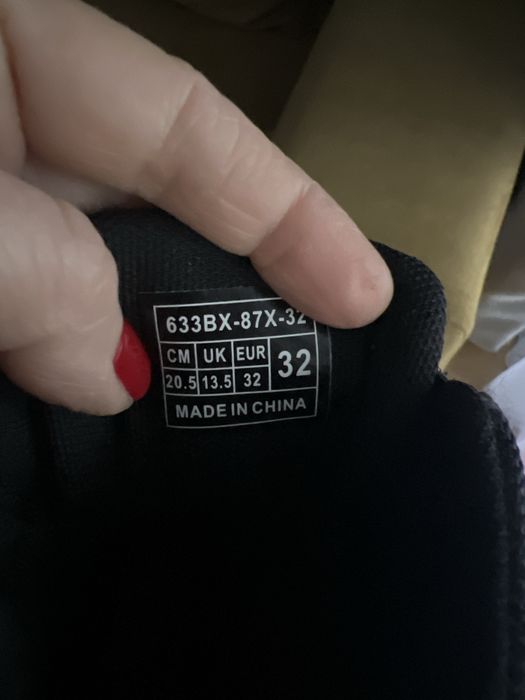 633BX-87X-32
CM UK EUR 32
20.5 13.5 32
MADE IN CHINA